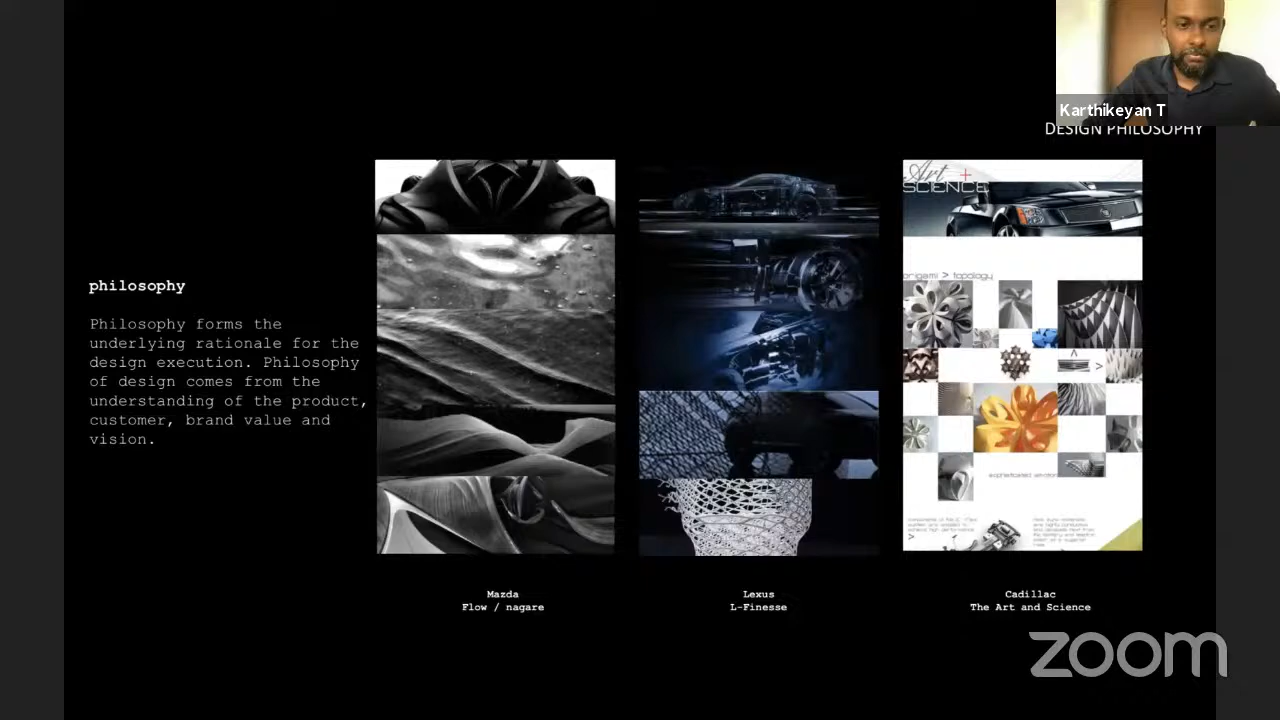 Karthikeyan T
DESIGN PHILOSOPHY
philosophy
Philosophy forms the
underlying rationale for the
design execution. Philosophy
of design comes from the
understanding of the product,
customer, brand value and
vision.
Art +
SCIENCE
origami > topology
Mazda
Flow / nagare
Lexus
L-Finesse
Cadillac
The Art and Science
zoom